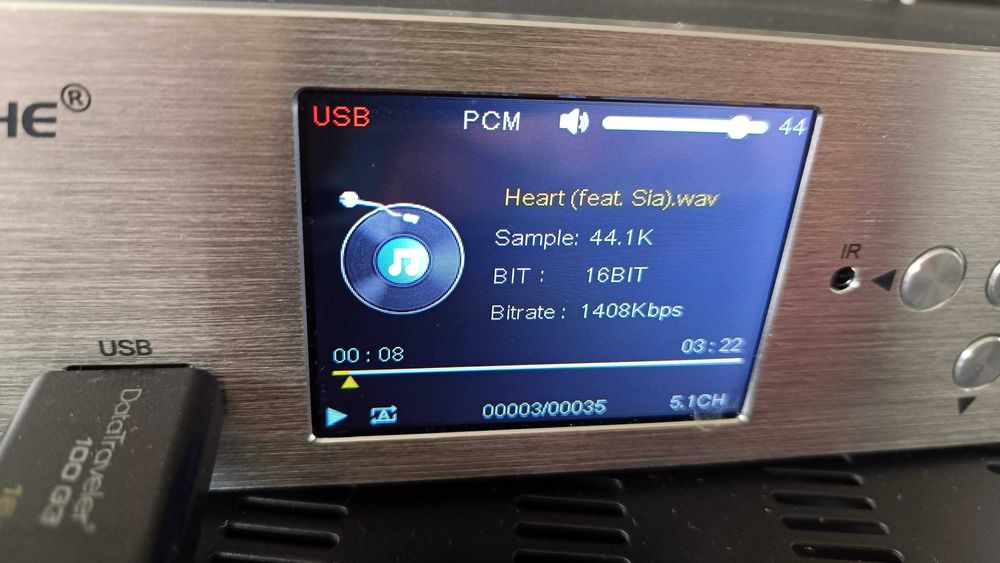 HE®
USB PCM 44
Heart (feat. Sia).wav
Sample: 44.1K
BIT : 16BIT
Bitrate : 1408Kbps
00 : 08 03 : 22
00003/00035 5.1CH
IR
USB
DataTraveler®
100 G3